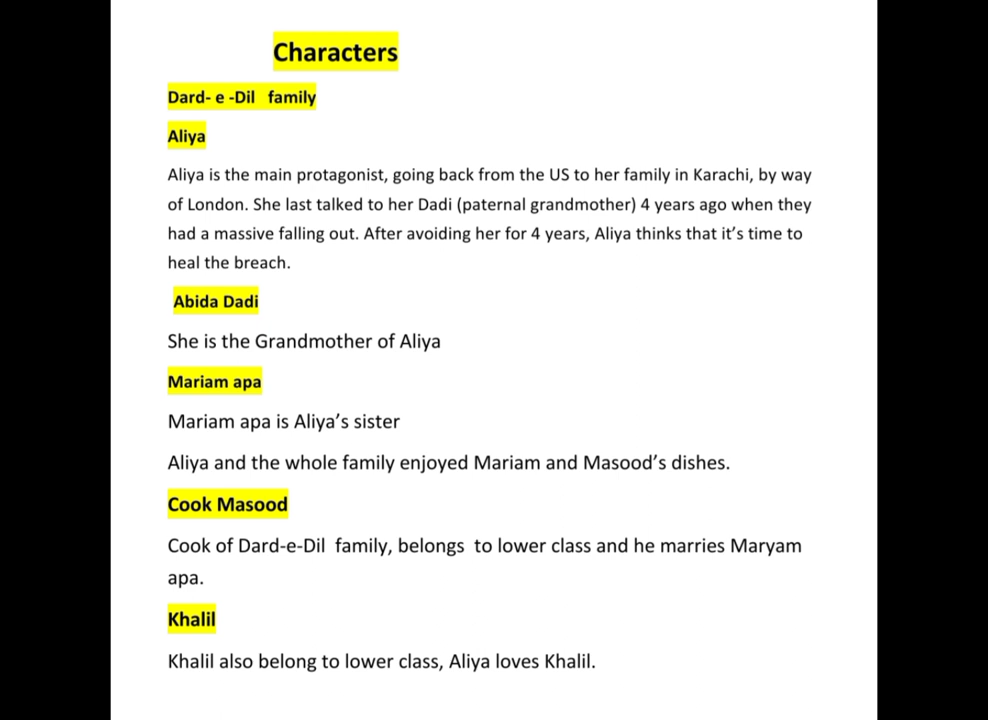 Characters
Dard- e -Dil family
Aliya
Aliya is the main protagonist, going back from the US to her family in Karachi, by way
of London. She last talked to her Dadi (paternal grandmother) 4 years ago when they
had a massive falling out. After avoiding her for 4 years, Aliya thinks that it’s time to
heal the breach.
Abida Dadi
She is the Grandmother of Aliya
Mariam apa
Mariam apa is Aliya’s sister
Aliya and the whole family enjoyed Mariam and Masood’s dishes.
Cook Masood
Cook of Dard-e-Dil family, belongs to lower class and he marries Maryam
apa.
Khalil
Khalil also belong to lower class, Aliya loves Khalil.